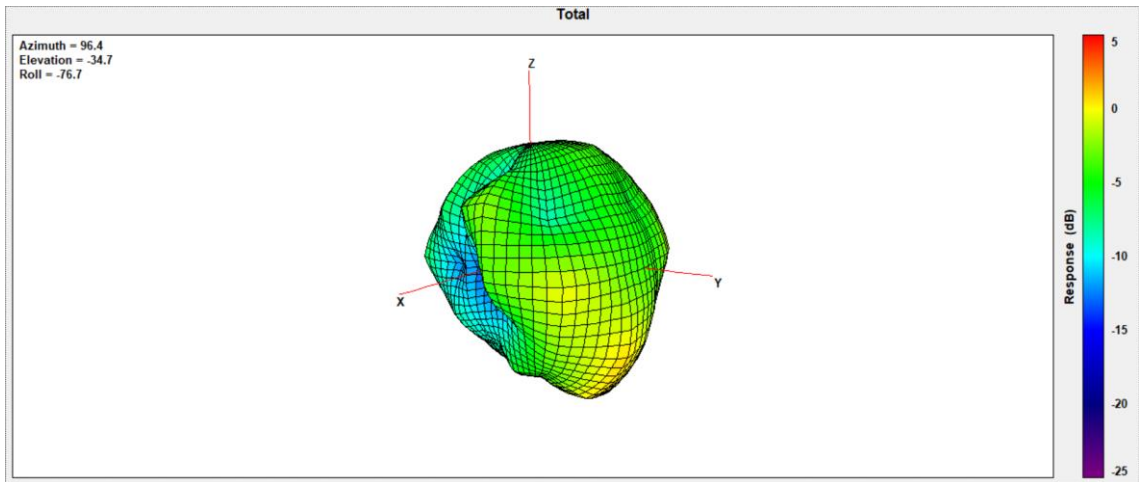 Total
Azimuth = 96.4
Elevation = -34.7
Roll = -76.7
Z
X
Y
5
0
-5
-10
-15
-20
-25
Response (dB)